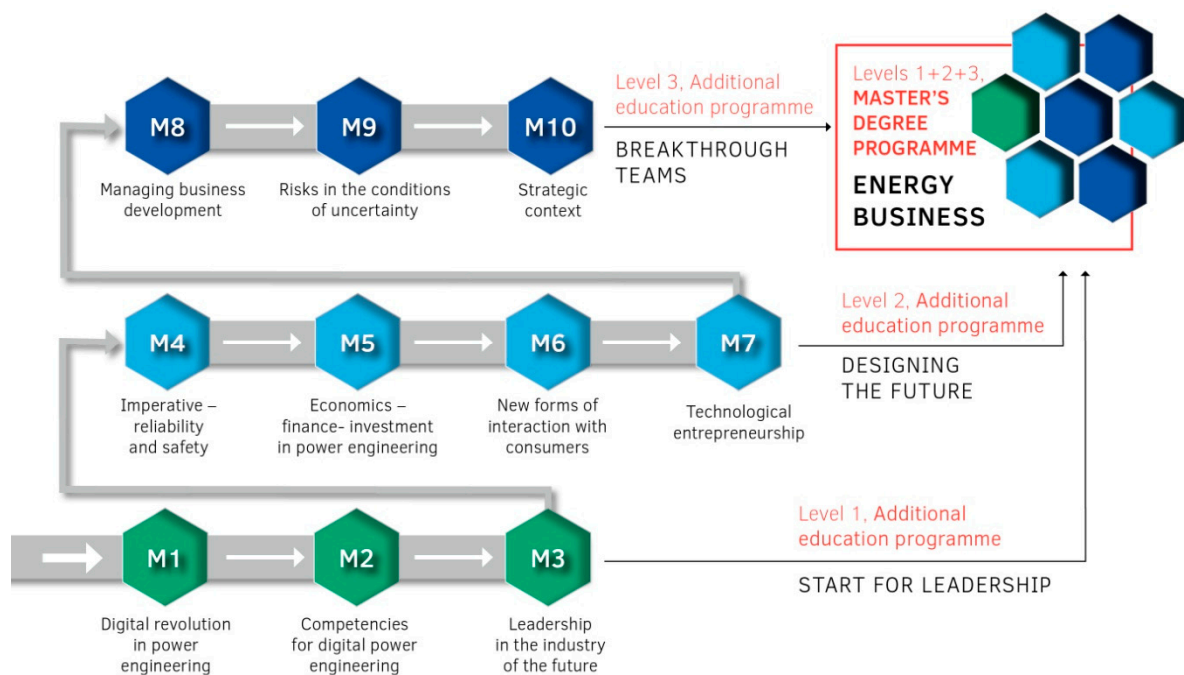 M8
M9
M10
Managing business
development
Risks in the conditions
of uncertainty
Strategic
context
Level 3, Additional
education programme
BREAKTHROUGH
TEAMS
Levels 1+2+3,
MASTER'S
DEGREE
PROGRAMME
ENERGY
BUSINESS
M4
M5
M6
M7
Imperative –
reliability
and safety
Economics –
finance- investment
in power engineering
New forms of
interaction with
consumers
Technological
entrepreneurship
Level 2, Additional
education programme
DESIGNING
THE FUTURE
M1
M2
M3
Digital revolution
in power
engineering
Competencies
for digital power
engineering
Leadership
in the industry
of the future
Level 1, Additional
education programme
START FOR LEADERSHIP